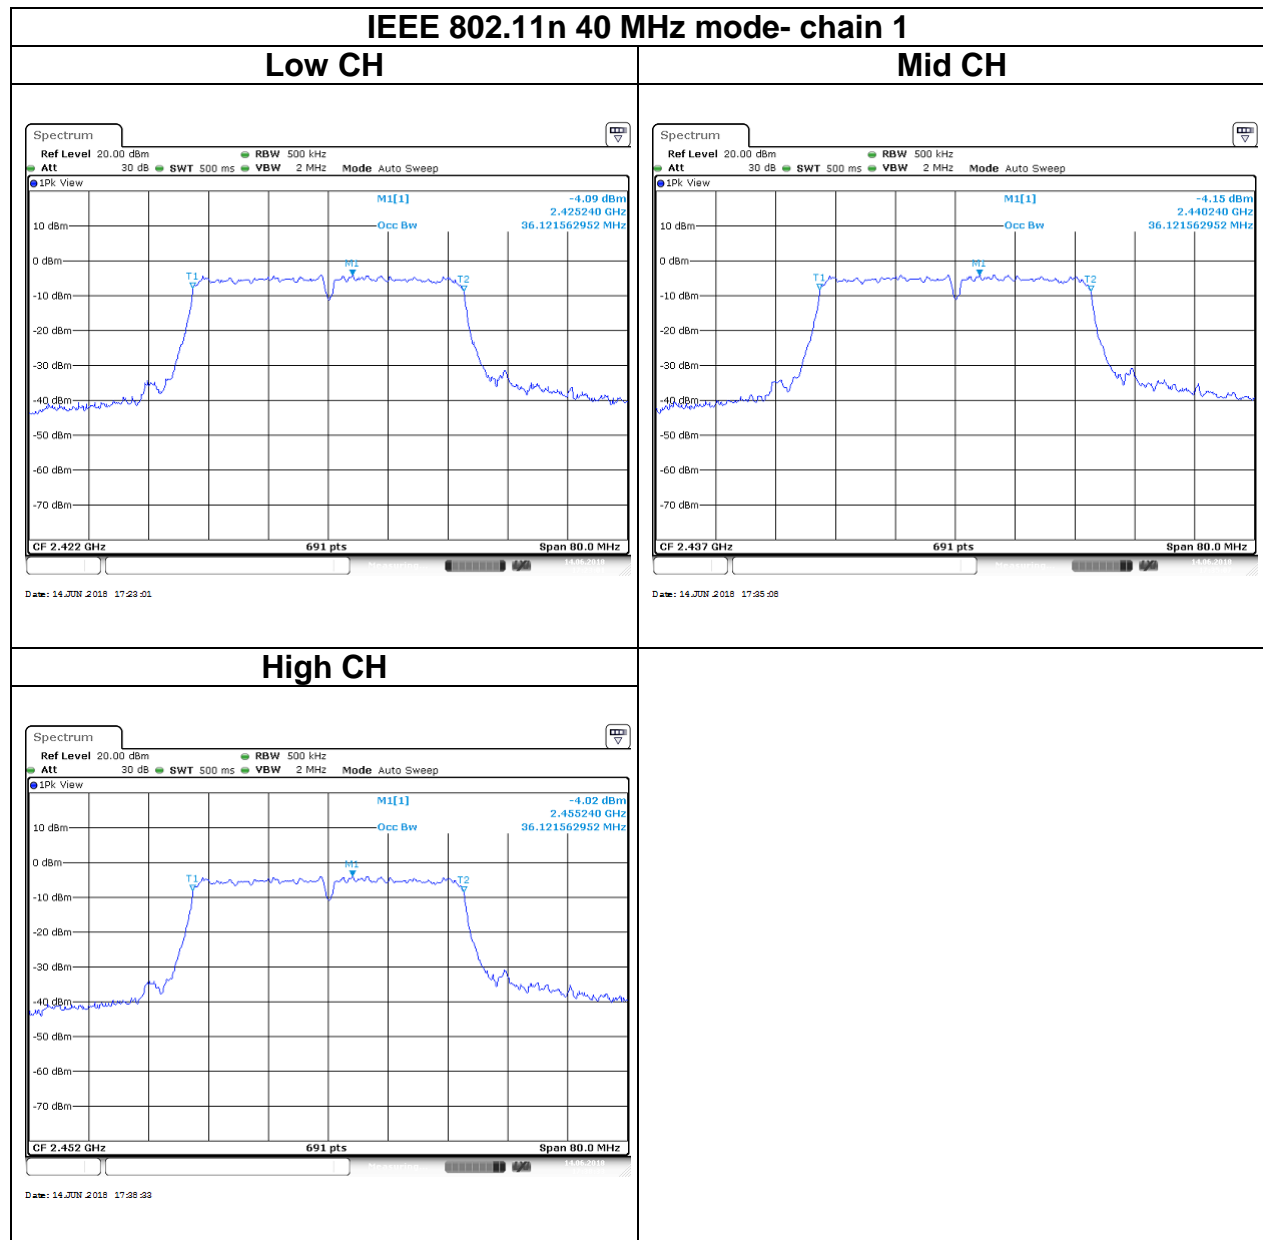 IEEE 802.11n 40 MHz mode- chain 1
Low CH
Spectrum
Ref Level 20.00 dBm RBW 500 kHz
Att 30 dB SWT 500 ms VBW 2 MHz Mode Auto Sweep
1Pk View
M1[1] -4.09 dBm
2.425240 GHz
Occ Bw 36.121562952 MHz
10 dBm
0 dBm
M1
T1
T2
-10 dBm
-20 dBm
-30 dBm
-40 dBm
-50 dBm
-60 dBm
-70 dBm
CF 2.422 GHz 691 pts Span 80.0 MHz
Measuring 14.06.2018
Date: 14.JUN.2018 17:23:01
Mid CH
Spectrum
Ref Level 20.00 dBm RBW 500 kHz
Att 30 dB SWT 500 ms VBW 2 MHz Mode Auto Sweep
1Pk View
M1[1] -4.15 dBm
2.440240 GHz
Occ Bw 36.121562952 MHz
10 dBm
0 dBm
M1
T1
T2
-10 dBm
-20 dBm
-30 dBm
-40 dBm
-50 dBm
-60 dBm
-70 dBm
CF 2.437 GHz 691 pts Span 80.0 MHz
Measuring 14.06.2018
Date: 14.JUN.2018 17:35:08
High CH
Spectrum
Ref Level 20.00 dBm RBW 500 kHz
Att 30 dB SWT 500 ms VBW 2 MHz Mode Auto Sweep
1Pk View
M1[1] -4.02 dBm
2.455240 GHz
Occ Bw 36.121562952 MHz
10 dBm
0 dBm
M1
T1
T2
-10 dBm
-20 dBm
-30 dBm
-40 dBm
-50 dBm
-60 dBm
-70 dBm
CF 2.452 GHz 691 pts Span 80.0 MHz
Measuring 14.06.2018
Date: 14.JUN.2018 17:38:33